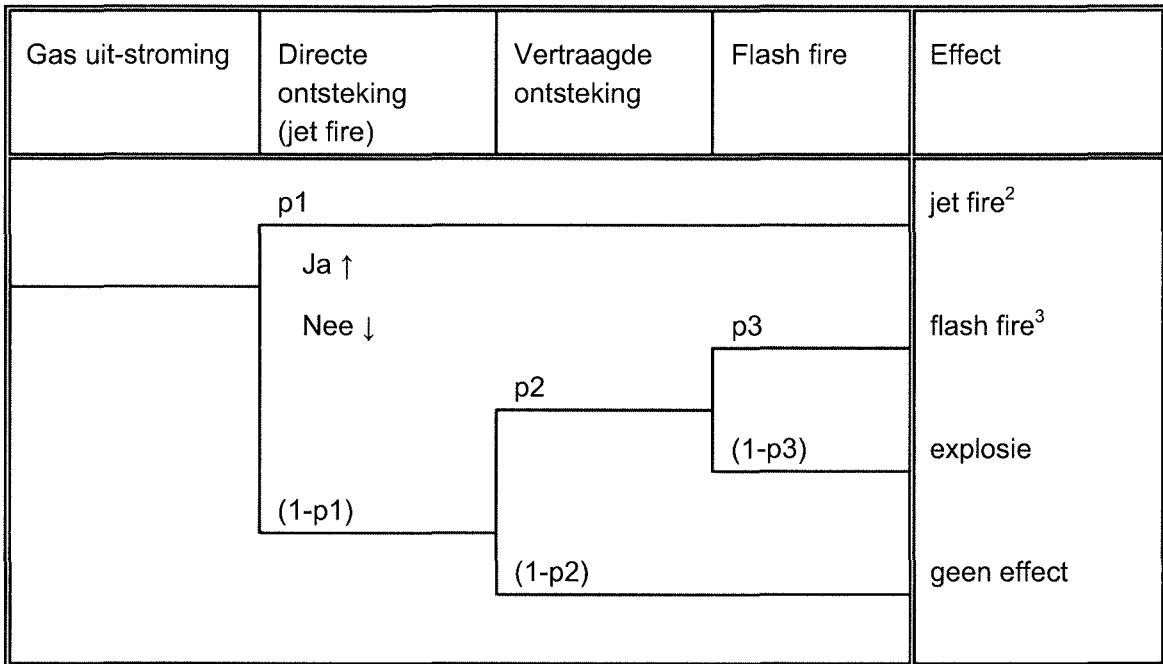 Gas uit-stroming
Directe
ontsteking
(jet fire)
Vertraagde
ontsteking
Flash fire
Effect
p1
jet fire²
Ja ↑
Nee ↓
p3
flash fire³
p2
(1-p3)
explosie
(1-p1)
(1-p2)
geen effect